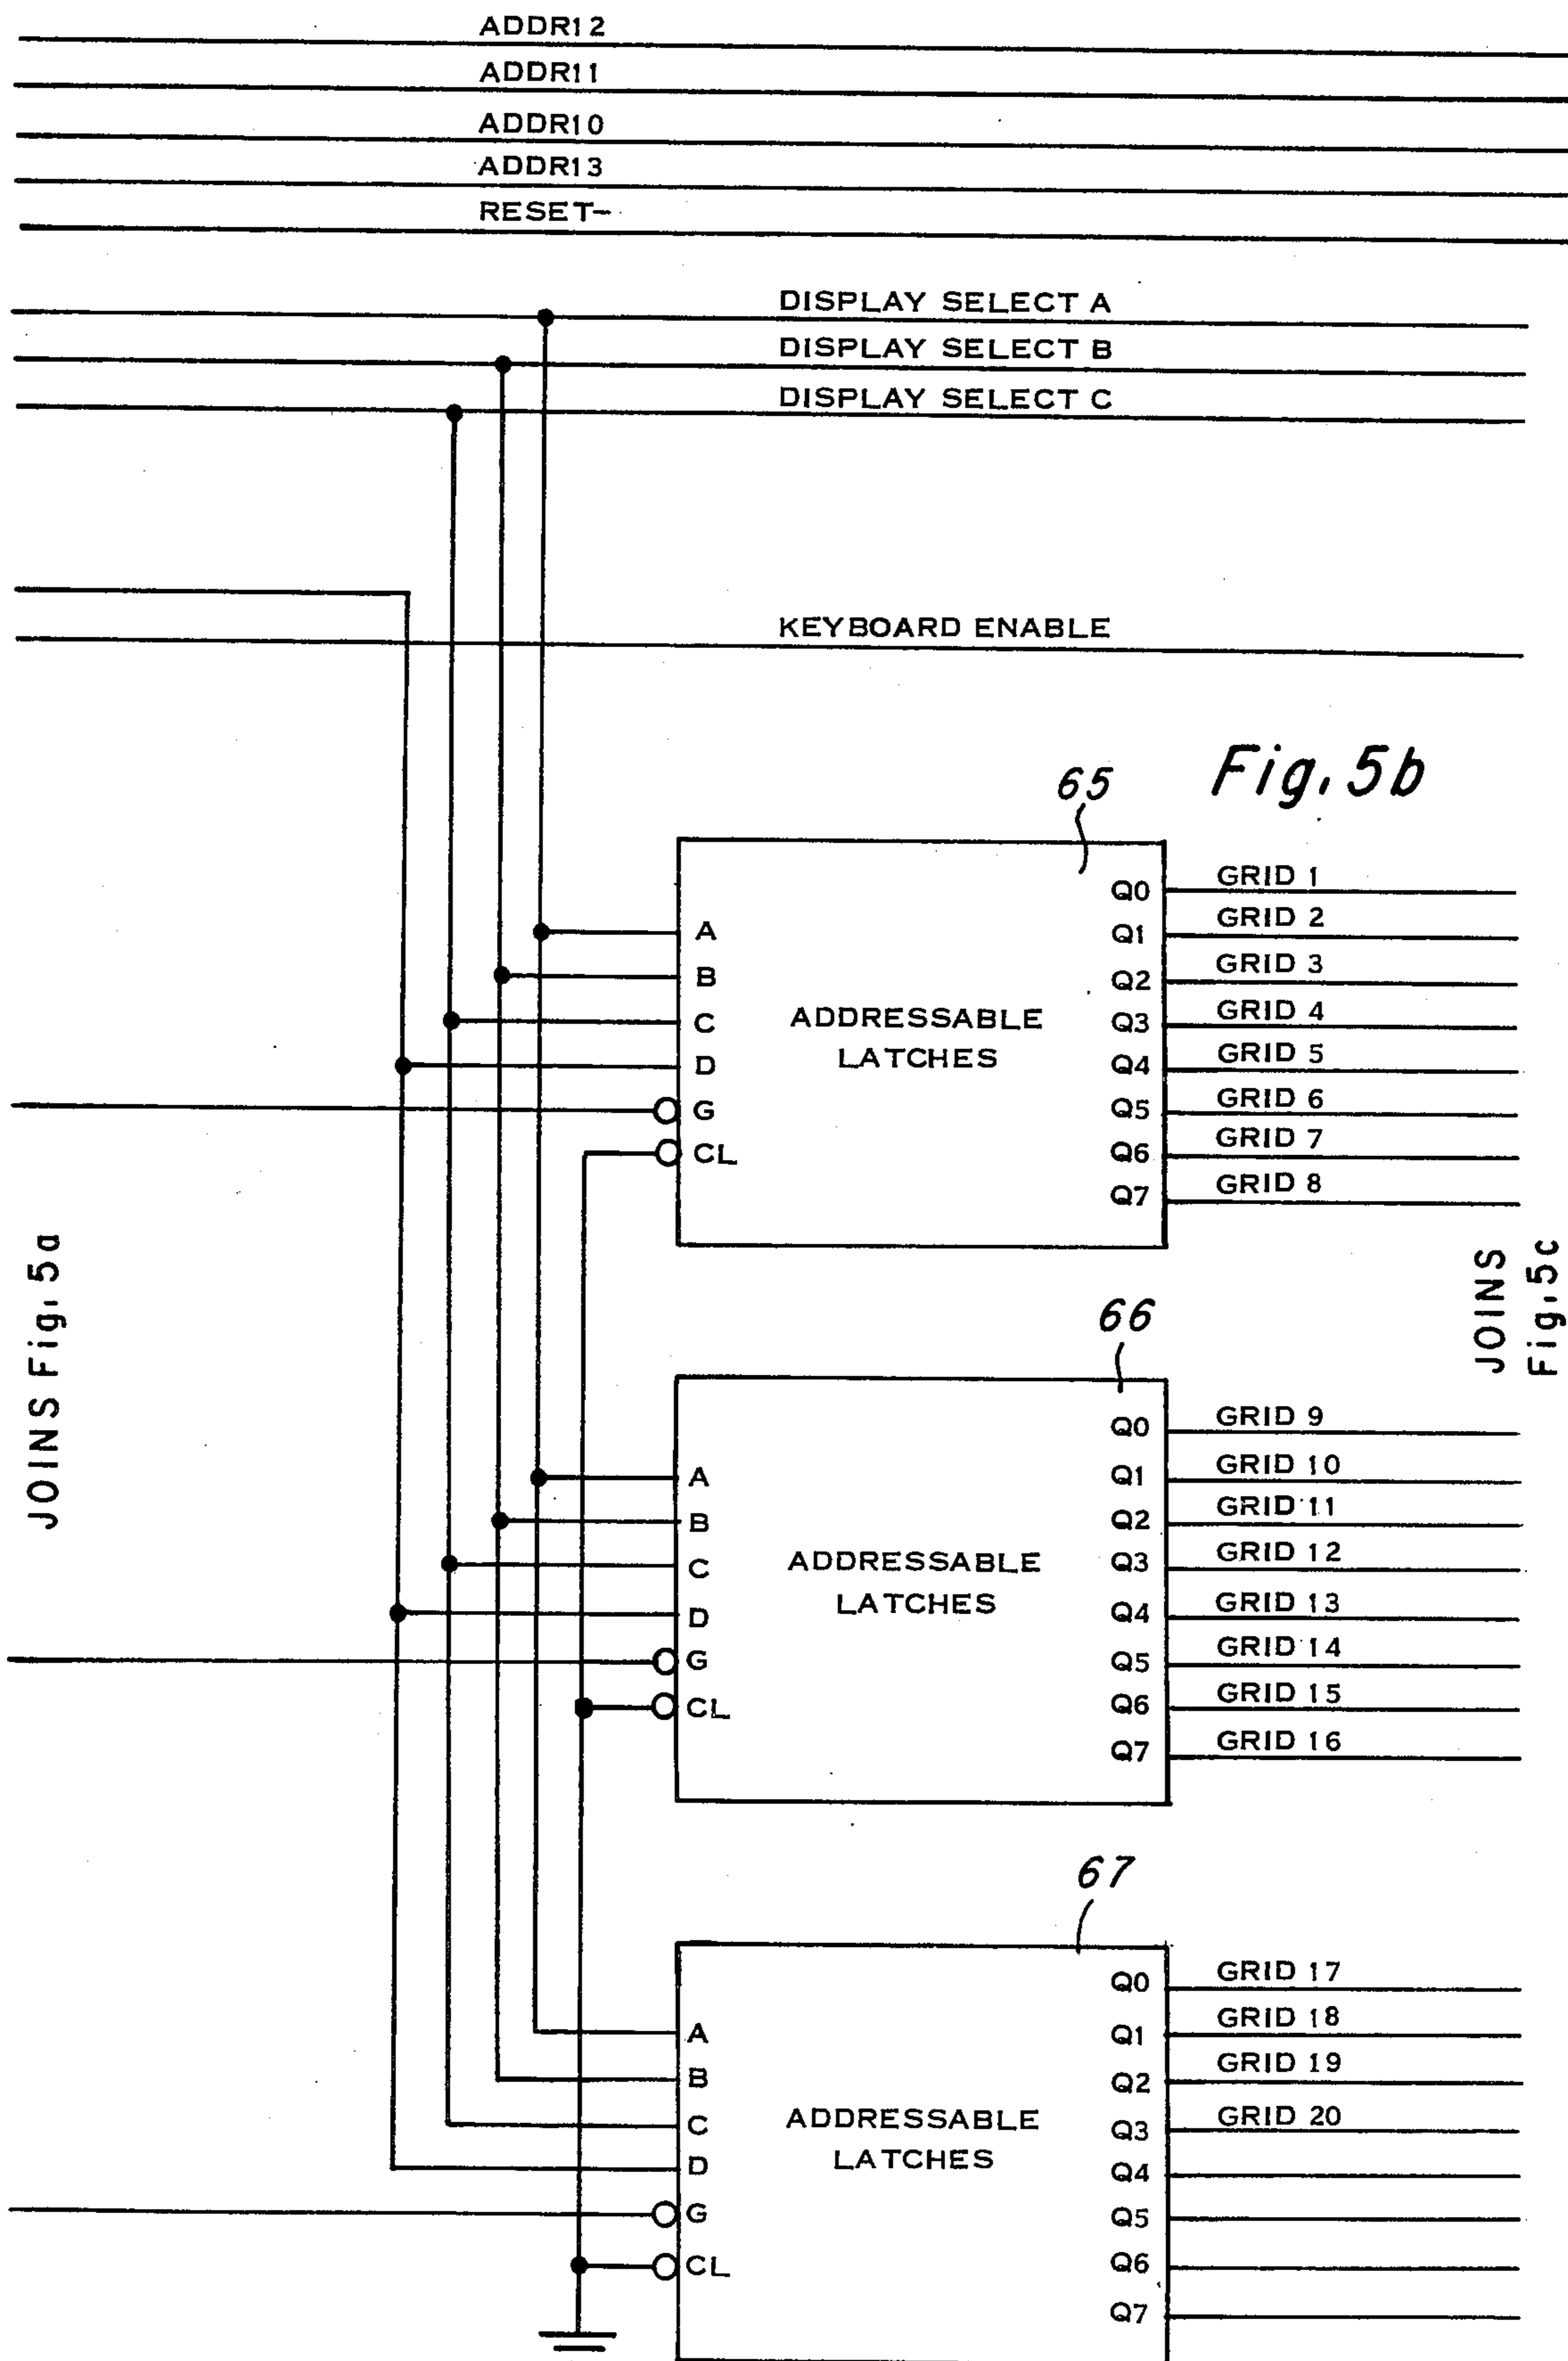 ADDR12
ADDR11
ADDR10
ADDR13
RESET-
DISPLAY SELECT A
DISPLAY SELECT B
DISPLAY SELECT C
KEYBOARD ENABLE
Fig. 5b
65
A
B
C
D
G
CL
ADDRESSABLE
LATCHES
Q0
Q1
Q2
Q3
Q4
Q5
Q6
Q7
GRID 1
GRID 2
GRID 3
GRID 4
GRID 5
GRID 6
GRID 7
GRID 8
JOINS Fig. 5a
JOINS
Fig. 5c
66
A
B
C
D
G
CL
ADDRESSABLE
LATCHES
Q0
Q1
Q2
Q3
Q4
Q5
Q6
Q7
GRID 9
GRID 10
GRID 11
GRID 12
GRID 13
GRID 14
GRID 15
GRID 16
67
A
B
C
D
G
CL
ADDRESSABLE
LATCHES
Q0
Q1
Q2
Q3
Q4
Q5
Q6
Q7
GRID 17
GRID 18
GRID 19
GRID 20